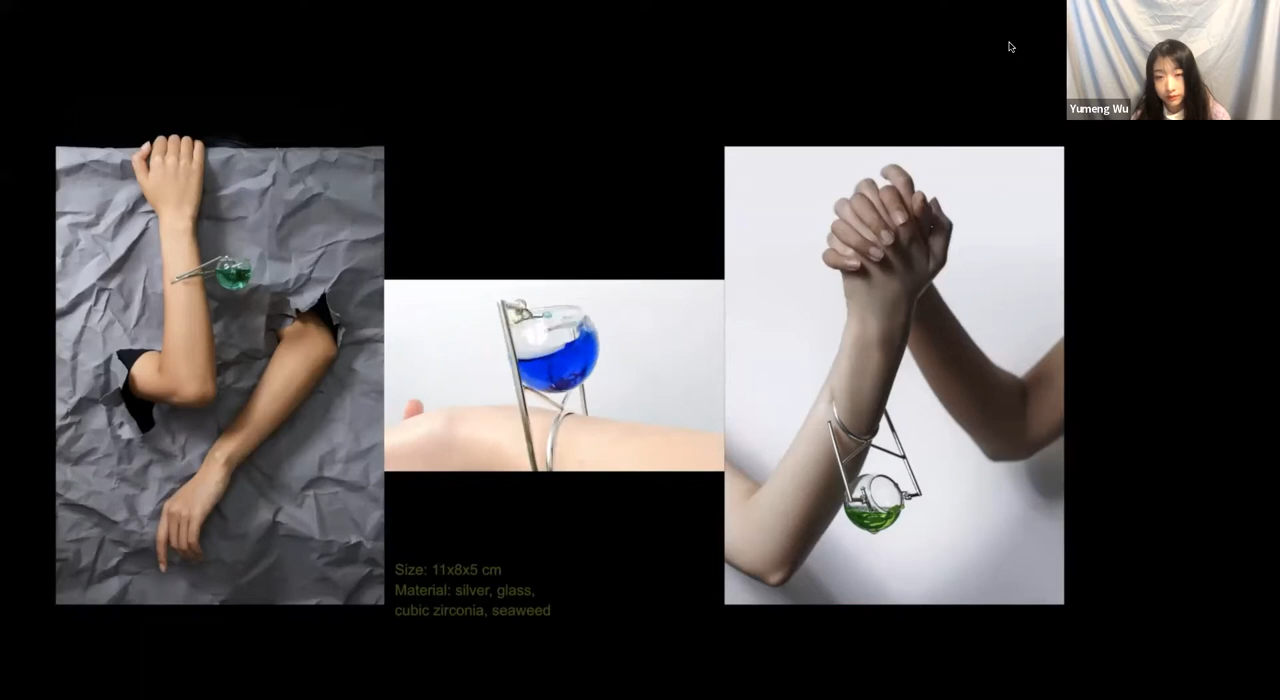 Yumeng Wu
Size: 11x8x5 cm
Material: silver, glass,
cubic zirconia, seaweed